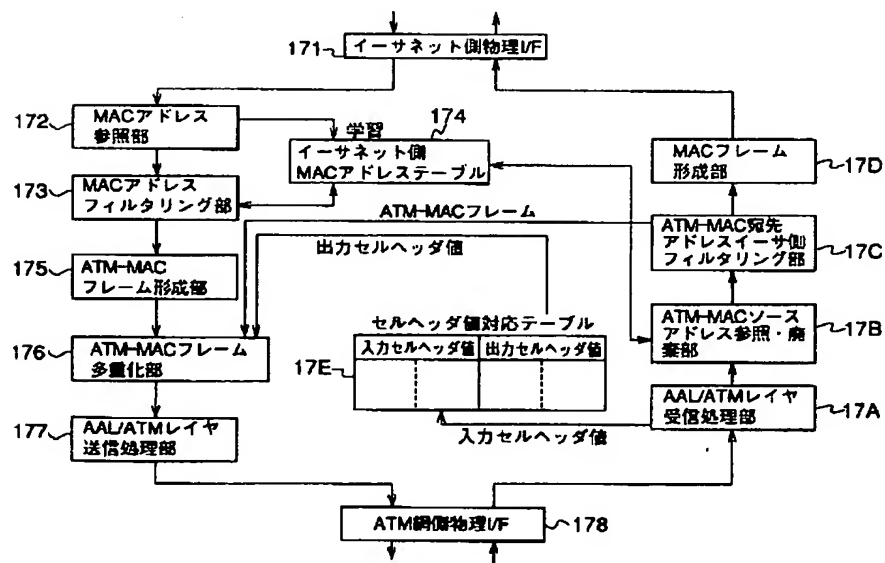 171
イーサネット側物理I/F
172
MACアドレス
参照部
学習
174
イーサネット側
MACアドレステーブル
MACフレーム
形成部
17D
173
MACアドレス
フィルタリング部
ATM-MACフレーム
ATM-MAC宛先
アドレスイーサ側
フィルタリング部
17C
出力セルヘッダ値
175
ATM-MAC
フレーム形成部
ATM-MACソース
アドレス参照・廃
棄部
17B
セルヘッダ値対応テーブル
入力セルヘッダ値
出力セルヘッダ値
17E
176
ATM-MACフレーム
多重化部
AAL/ATMレイヤ
受信処理部
17A
177
AAL/ATMレイヤ
送信処理部
入力セルヘッダ値
ATM網側物理I/F
178